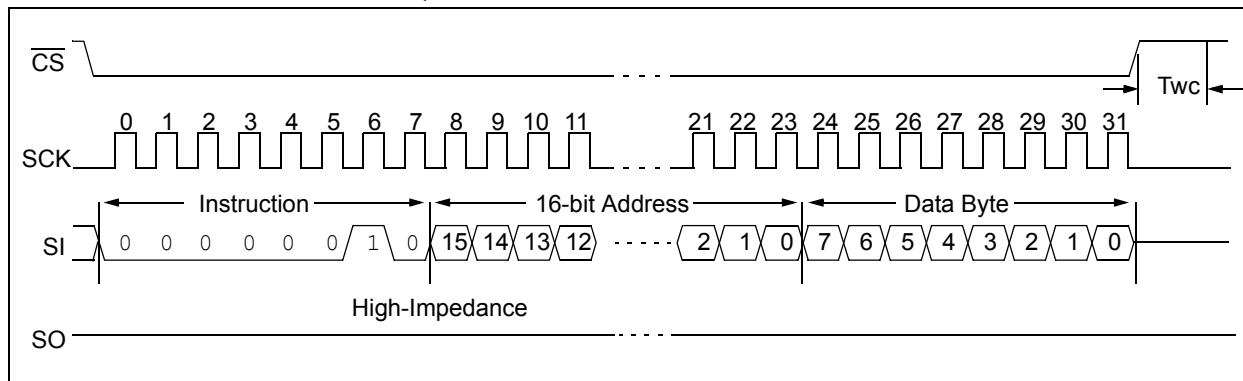 CS
Twc
0 1 2 3 4 5 6 7 8 9 10 11 21 22 23 24 25 26 27 28 29 30 31
SCK
Instruction 16-bit Address Data Byte
SI 0 0 0 0 0 0 1 0 15 14 13 12 2 1 0 7 6 5 4 3 2 1 0
High-Impedance
SO